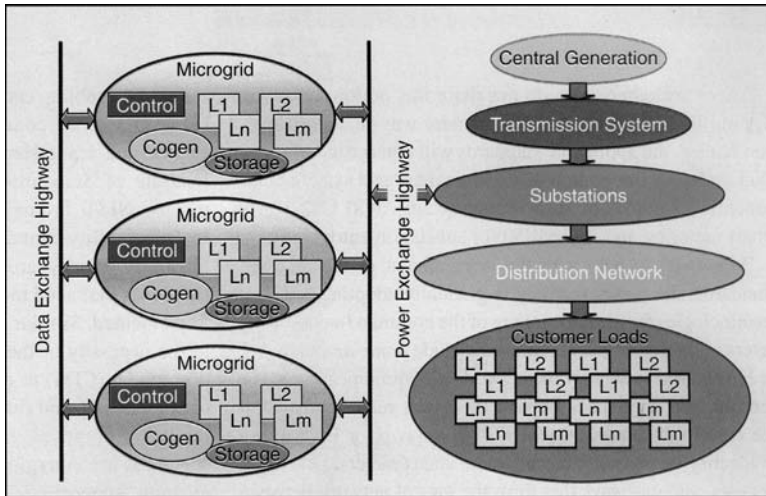 Data Exchange Highway
Microgrid
Control
L1
L2
Ln
Lm
Cogen
Storage
Microgrid
Control
L1
L2
Ln
Lm
Cogen
Storage
Microgrid
Control
L1
L2
Ln
Lm
Cogen
Storage
Power Exchange Highway
Central Generation
Transmission System
Substations
Distribution Network
Customer Loads
L1
L2
L1
L1
L2
L1
L1
L2
Ln
Lm
Ln
Lm
Ln
Lm
Ln
Lm